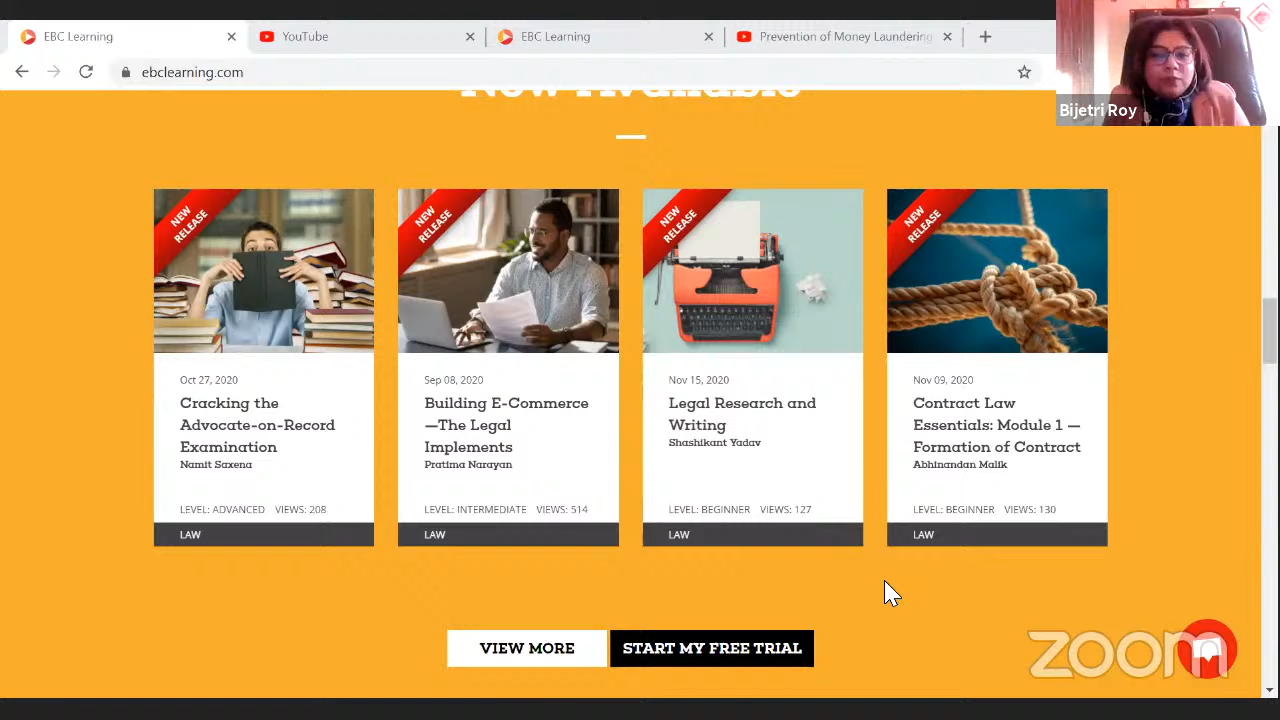 EBC Learning
YouTube
EBC Learning
Prevention of Money Laundering
ebclearning.com
Bijetri Roy
Now Available
NEW
RELEASE
NEW
RELEASE
NEW
RELEASE
NEW
RELEASE
Oct 27, 2020
Cracking the
Advocate-on-Record
Examination
Namit Saxena
LEVEL: ADVANCED VIEWS: 208
LAW
Sep 08, 2020
Building E-Commerce
—The Legal
Implements
Pratima Narayan
LEVEL: INTERMEDIATE VIEWS: 514
LAW
Nov 15, 2020
Legal Research and
Writing
Shashikant Yadav
LEVEL: BEGINNER VIEWS: 127
LAW
Nov 09, 2020
Contract Law
Essentials: Module 1 —
Formation of Contract
Abhinandan Malik
LEVEL: BEGINNER VIEWS: 130
LAW
VIEW MORE
START MY FREE TRIAL
zoom